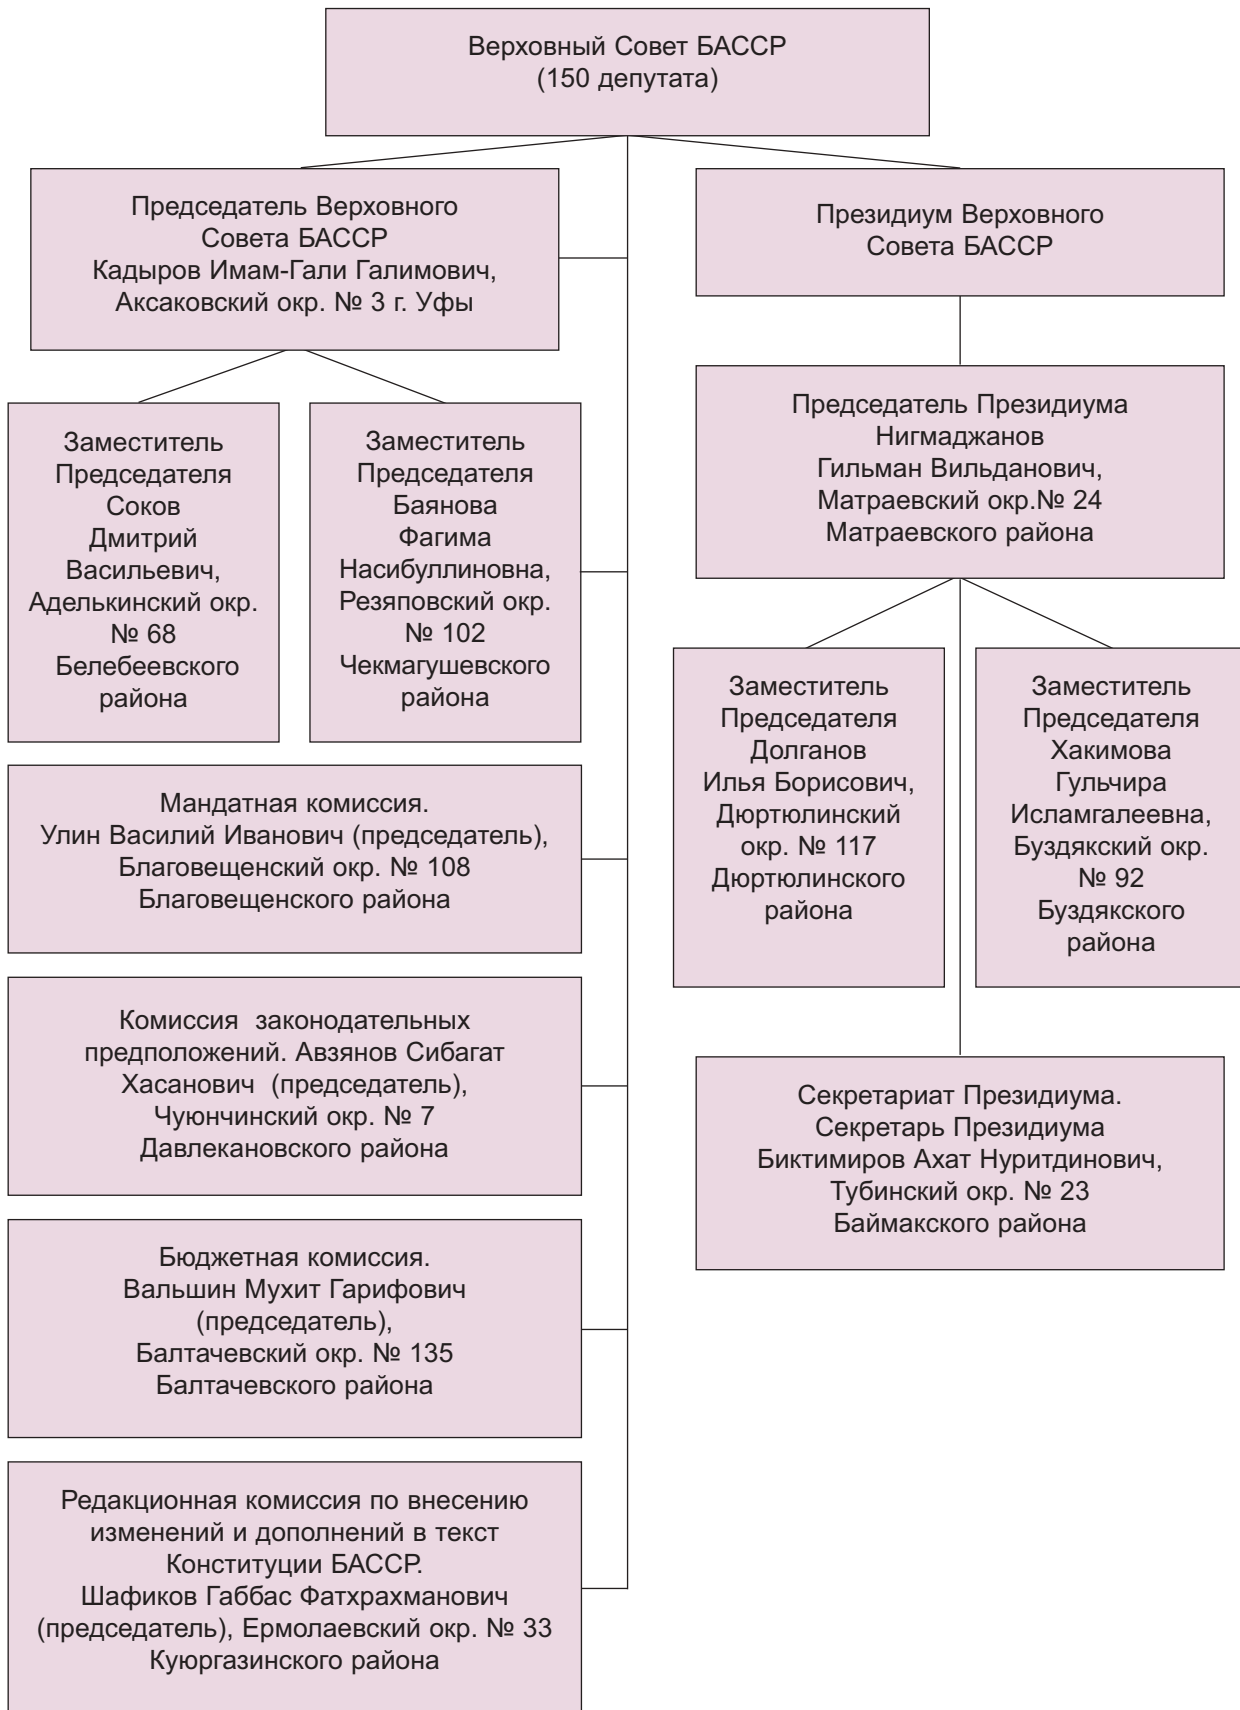 Верховный Совет БАССР
(150 депутата)
Председатель Верховного
Совета БАССР
Кадыров Имам-Гали Галимович,
Аксаковский окр. № 3 г. Уфы
Президиум Верховного
Совета БАССР
Заместитель
Председателя
Соков
Дмитрий
Васильевич,
Аделькинский окр.
№ 68
Белебеевского
района
Заместитель
Председателя
Баянова
Фагима
Насибуллиновна,
Резяповский окр.
№ 102
Чекмагушевского
района
Председатель Президиума
Нигмаджанов
Гильман Вильданович,
Матраевский окр.№ 24
Матраевского района
Заместитель
Председателя
Долганов
Илья Борисович,
Дюртюлинский
окр. № 117
Дюртюлинского
района
Заместитель
Председателя
Хакимова
Гульчира
Исламгалеевна,
Буздякский окр.
№ 92
Буздякского
района
Мандатная комиссия.
Улин Василий Иванович (председатель),
Благовещенский окр. № 108
Благовещенского района
Комиссия законодательных
предположений. Авзянов Сибагат
Хасанович (председатель),
Чуюнчинский окр. № 7
Давлекановского район
Секретариат Президиума.
Секретарь Президиума
Биктимиров Ахат Нуритдинович,
Тубинский окр. № 23
Баймакского района
Бюджетная комиссия.
Вальшин Мухит Гарифович
(председатель),
Балтачевский окр. № 135
Балтачевского района
Редакционная комиссия по внесению
изменений и дополнений в текст
Конституции БАССР.
Шафиков Габбас Фатхрахманович
(председатель), Ермолаевский окр. № 33
Куюргазинского района